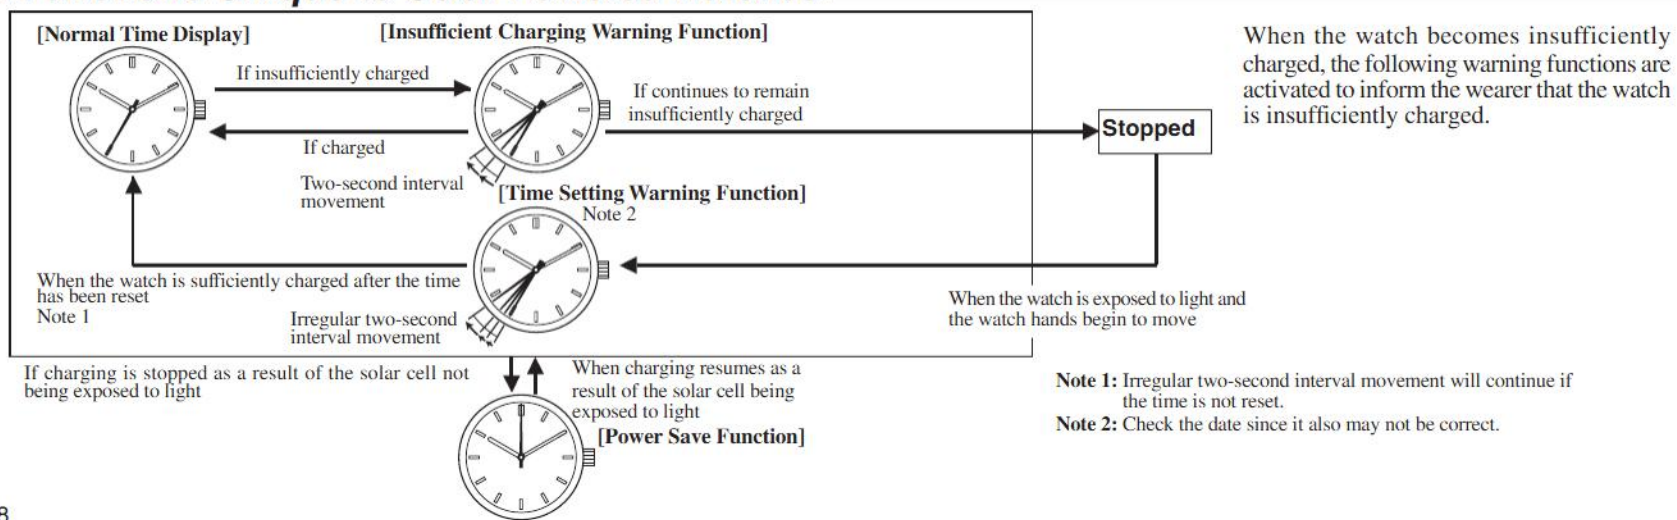 [Normal Time Display]
[Insufficient Charging Warning Function]
If insufficiently charged
If charged
Two-second interval
movement
If continues to remain
insufficiently charged
Stopped
When the watch becomes insufficiently
charged, the following warning functions are
activated to inform the wearer that the watch
is insufficiently charged.
[Time Setting Warning Function]
Note 2
When the watch is sufficiently charged after the time
has been reset
Note 1
Irregular two-second
interval movement
When the watch is exposed to light and
the watch hands begin to move
If charging is stopped as a result of the solar cell not
being exposed to light
When charging resumes as a
result of the solar cell being
exposed to light
[Power Save Function]
Note 1: Irregular two-second interval movement will continue if
the time is not reset.
Note 2: Check the date since it also may not be correct.
8